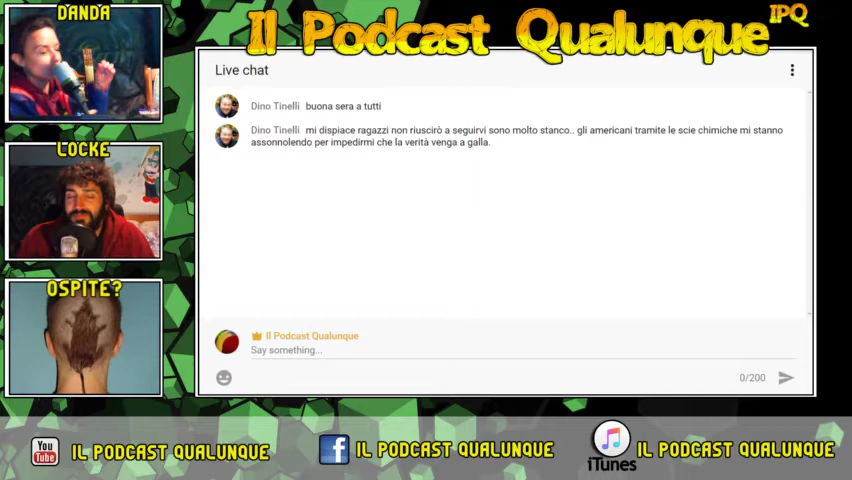 DANDA
Il Podcast Qualunque IPQ
Live chat
Dino Tinelli buona sera a tutti
Dino Tinelli mi dispiace ragazzi non riuscirò a seguirvi sono molto stanco.. gli americani tramite le scie chimiche mi stanno
assonnolendo per impedirmi che la verità venga a galla.
LOCKE
OSPITE?
Il Podcast Qualunque
Say something...
0/200
You
Tube
IL PODCAST QUALUNQUE
f
IL PODCAST QUALUNQUE
iTunes
IL PODCAST QUALUNQUE